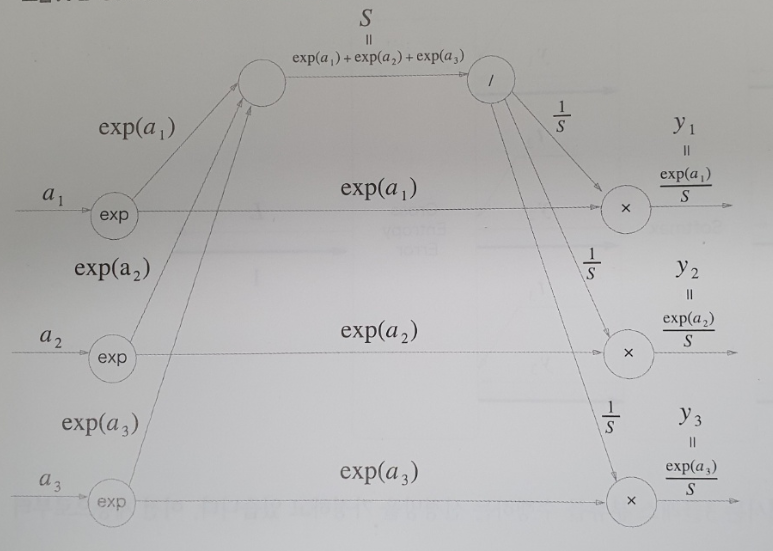 S
=
exp(a₁) + exp(a₂) + exp(a₃)
/
1/S
exp(a₁)
y₁
=
exp(a₁)/S
a₁
exp
exp(a₁)
×
exp(a₂)
1/S
y₂
=
exp(a₂)/S
a₂
exp
exp(a₂)
×
exp(a₃)
1/S
y₃
=
exp(a₃)/S
a₃
exp
exp(a₃)
×